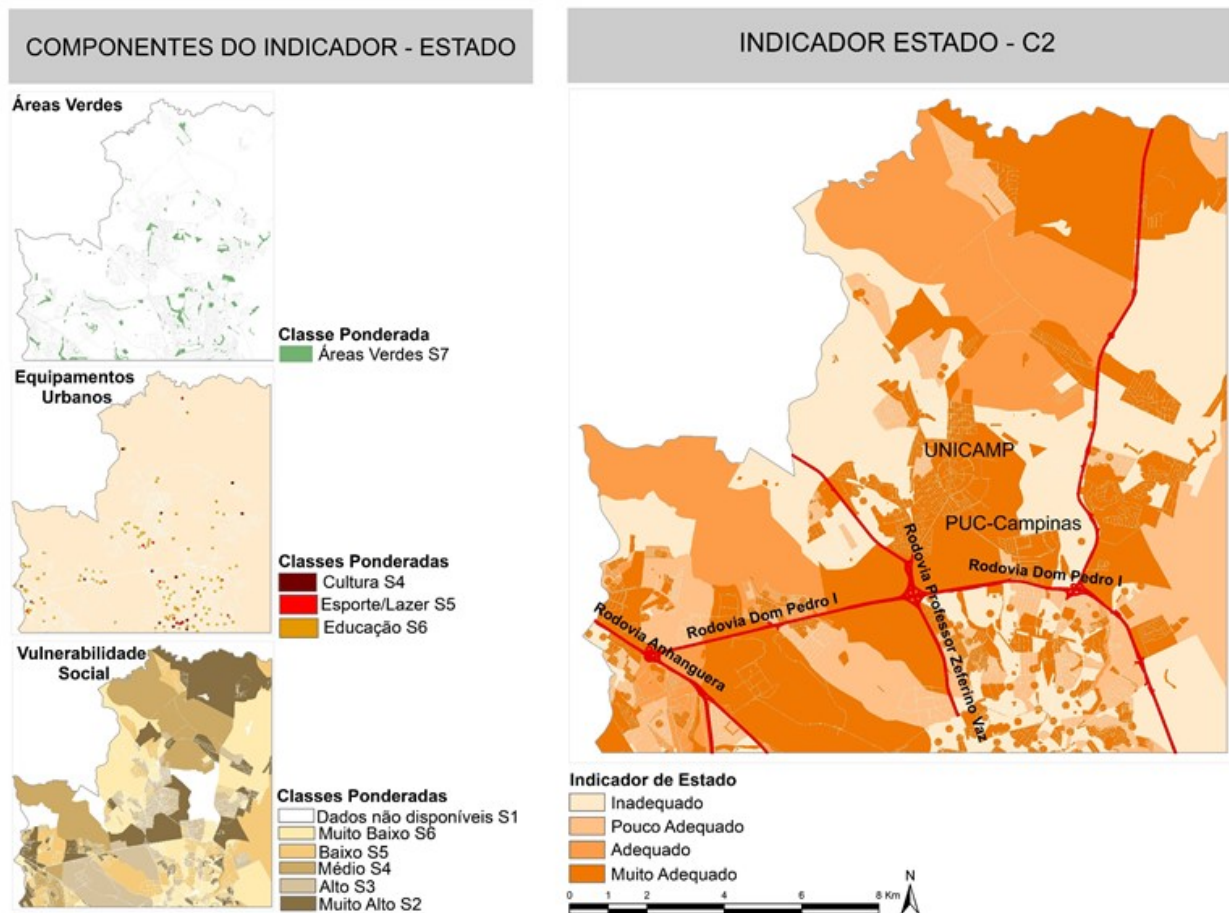 COMPONENTES DO INDICADOR - ESTADO
Áreas Verdes
Classe Ponderada
Áreas Verdes S7
Equipamentos
Urbanos
Classes Ponderadas
Cultura S4
Esporte/Lazer S5
Educação S6
Vulnerabilidade
Social
Classes Ponderadas
Dados não disponíveis S1
Muito Baixo S6
Baixo S5
Médio S4
Alto S3
Muito Alto S2
INDICADOR ESTADO - C2
UNICAMP
PUC-Campinas
Rodovia Dom Pedro I
Rodovia Dom Pedro I
Rodovia Professor Zeferino Vaz
Rodovia Anhanguera
Indicador de Estado
Inadequado
Pouco Adequado
Adequado
Muito Adequado
0 1 2 4 6 8 Km
N